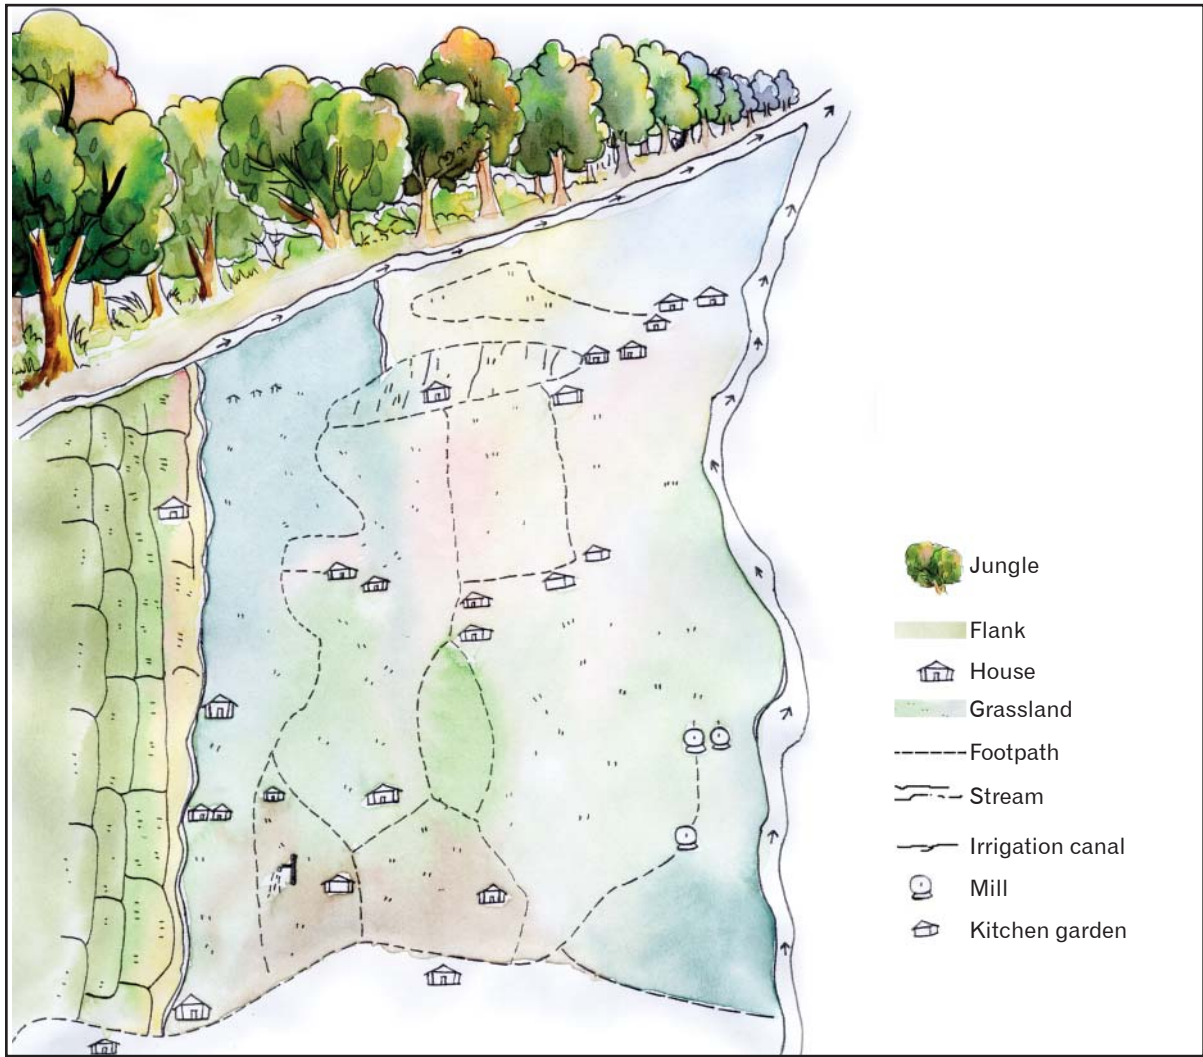 Jungle
Flank
House
Grassland
Footpath
Stream
Irrigation canal
Mill
Kitchen garden